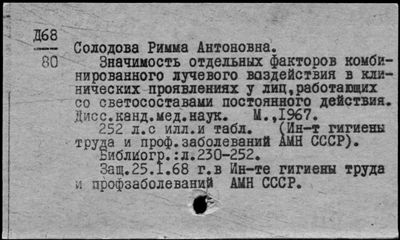 Д68
80
Солодова Римма Антоновна.
Значимость отдельных факторов комби-
нированного лучевого воздействия в кли-
нических проявлениях у лиц,работающих
со светосоставами постоянного действия.
Дисс.канд.мед.наук. М.,1967.
252 л.с илл.и табл. (Ин-т гигиены
труда и проф.заболеваний АМН СССР).
Библиогр.:л.230-252.
Защ.25.1.68 г.в Ин-те гигиены труда
и профзаболеваний АМН СССР.